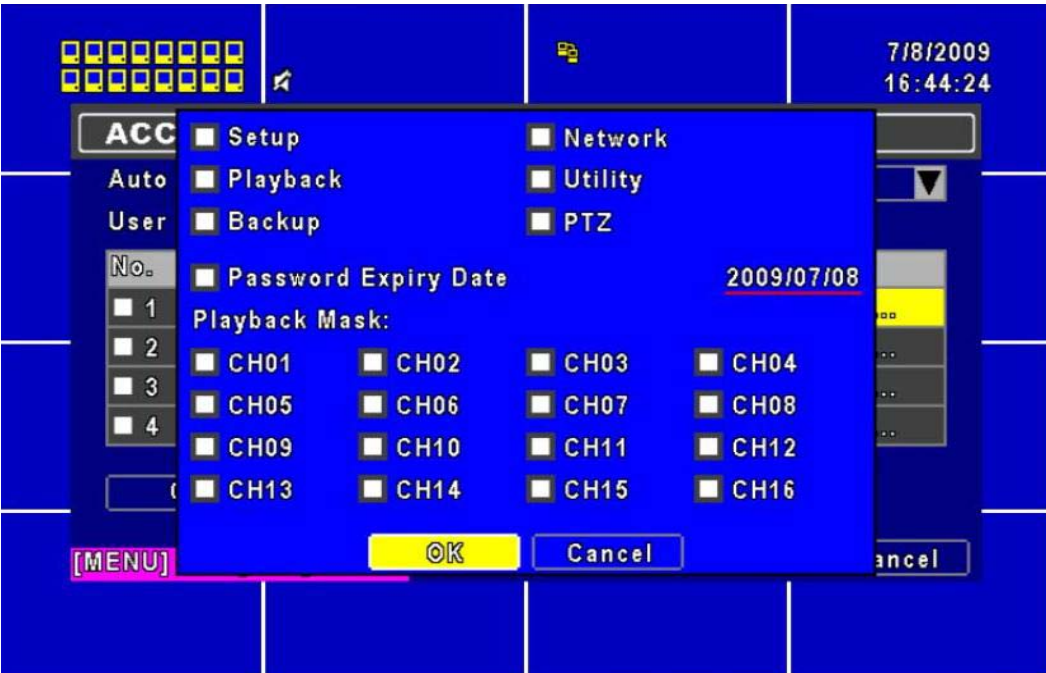 7/8/2009
16:44:24
ACC
Setup Network
Auto Playback Utility
User Backup PTZ
No. Password Expiry Date 2009/07/08
1 ...
Playback Mask:
2 ..
CH01 CH02 CH03 CH04
3 ..
CH05 CH06 CH07 CH08
4 ..
CH09 CH10 CH11 CH12
CH13 CH14 CH15 CH16
OK Cancel
[MENU] ancel